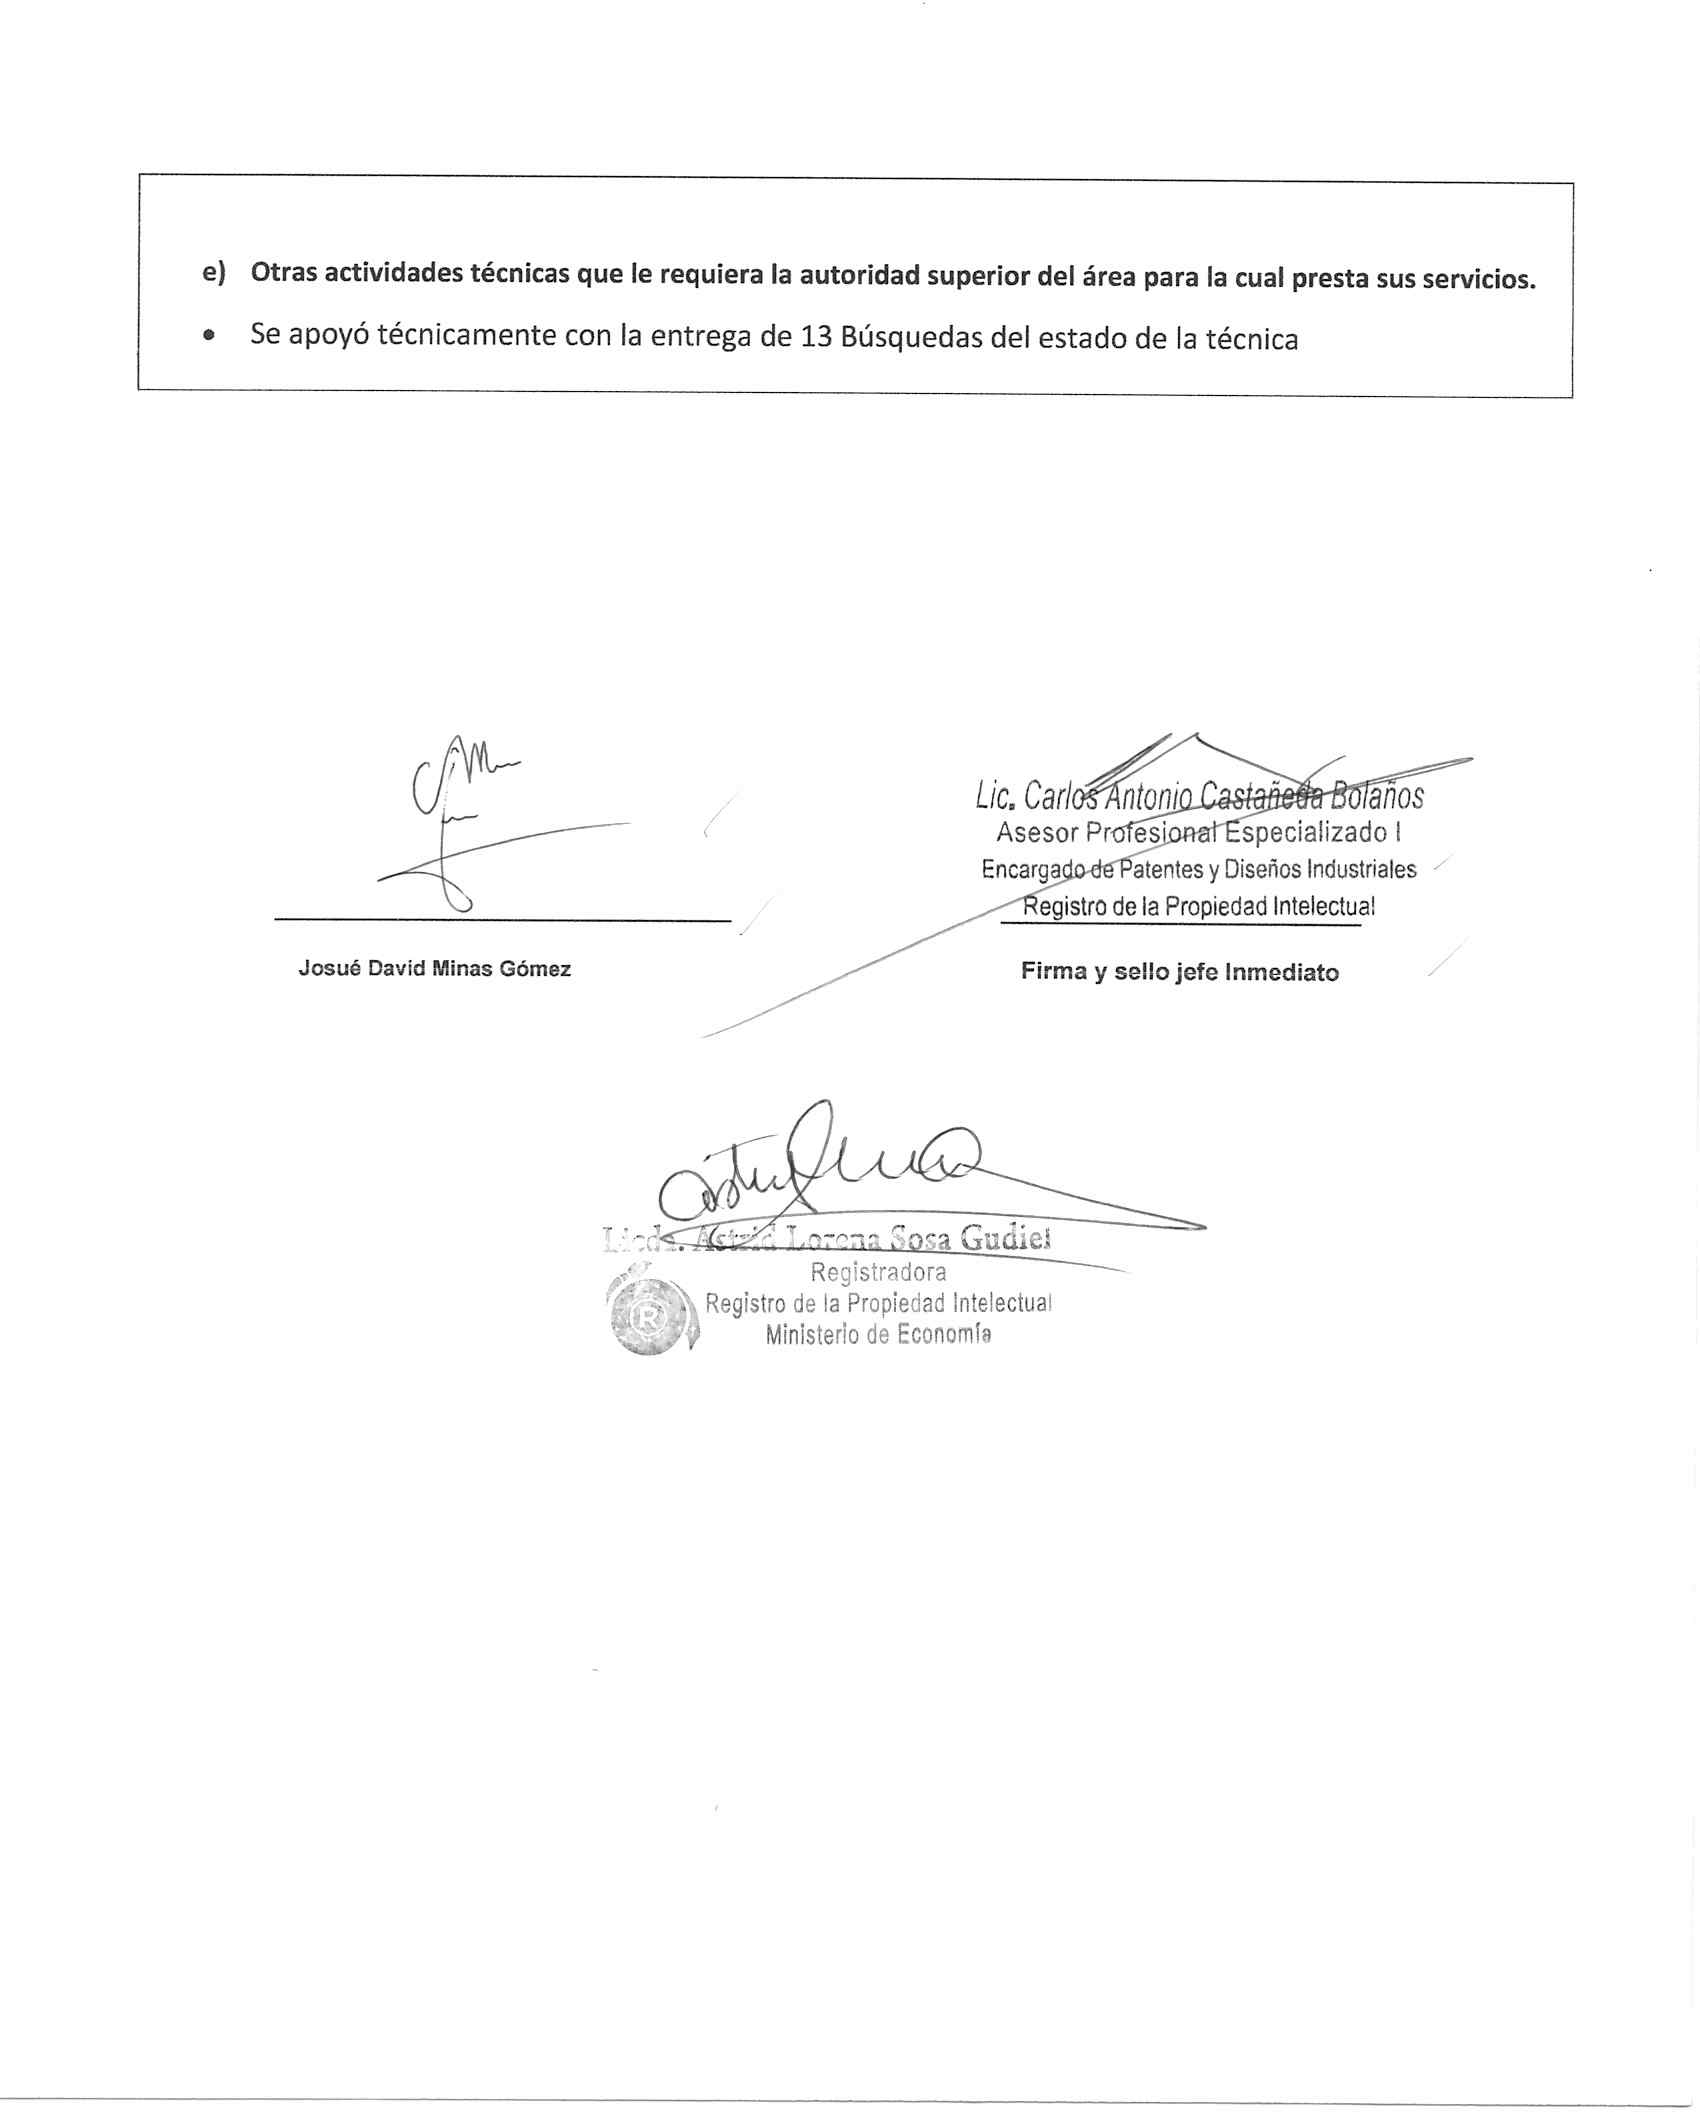 e) Otras actividades técnicas que le requiera la autoridad superior del área para la cual presta sus servicios.
• Se apoyó técnicamente con la entrega de 13 Búsquedas del estado de la técnica
Lic. Carlos Antonio Castañeda Bolaños
Asesor Profesional Especializado I
Encargado de Patentes y Diseños Industriales
Registro de la Propiedad Intelectual
Josué David Minas Gómez
Firma y sello jefe Inmediato
Licda. Astrid Lorena Sosa Gudiel
Registradora
Registro de la Propiedad Intelectual
Ministerio de Economía
R